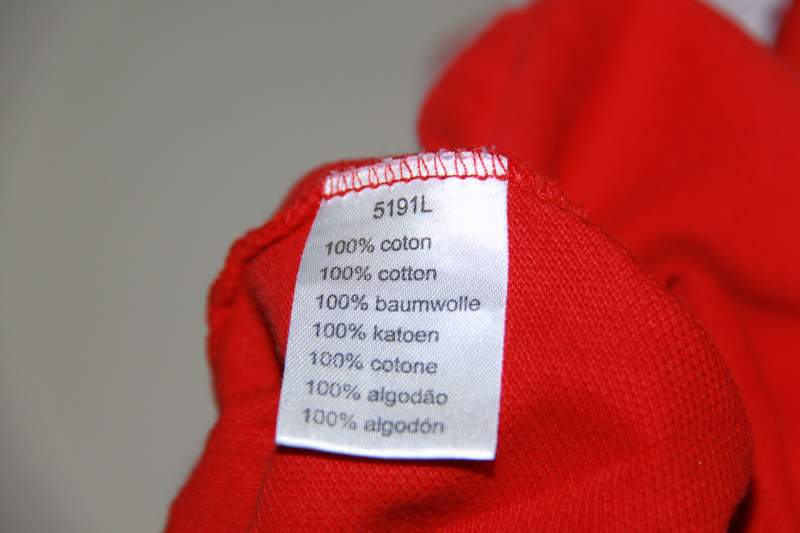 5191L
100% coton
100% cotton
100% baumwolle
100% katoen
100% cotone
100% algodão
100% algodón